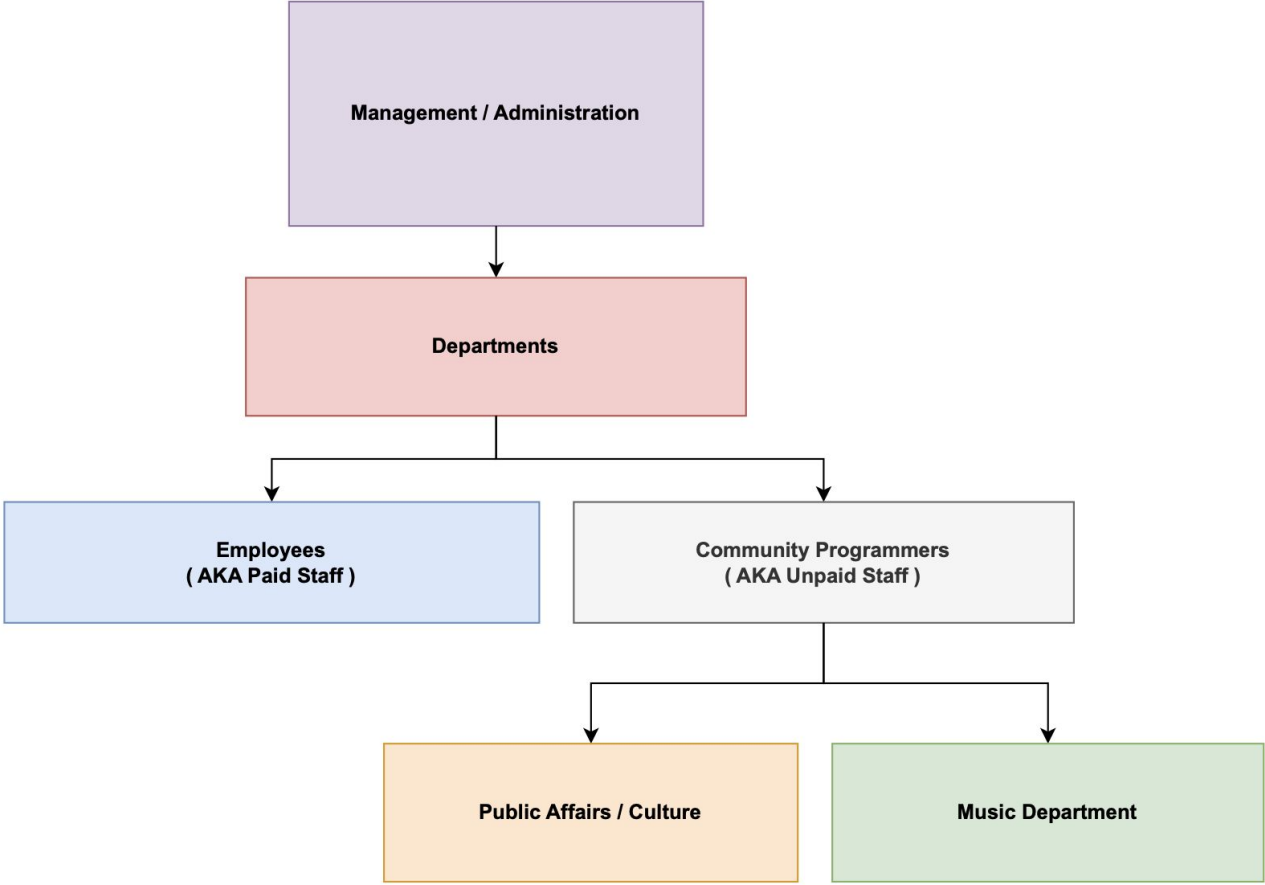 Management / Administration
Departments
Employees
( AKA Paid Staff )
Community Programmers
( AKA Unpaid Staff )
Public Affairs / Culture
Music Department